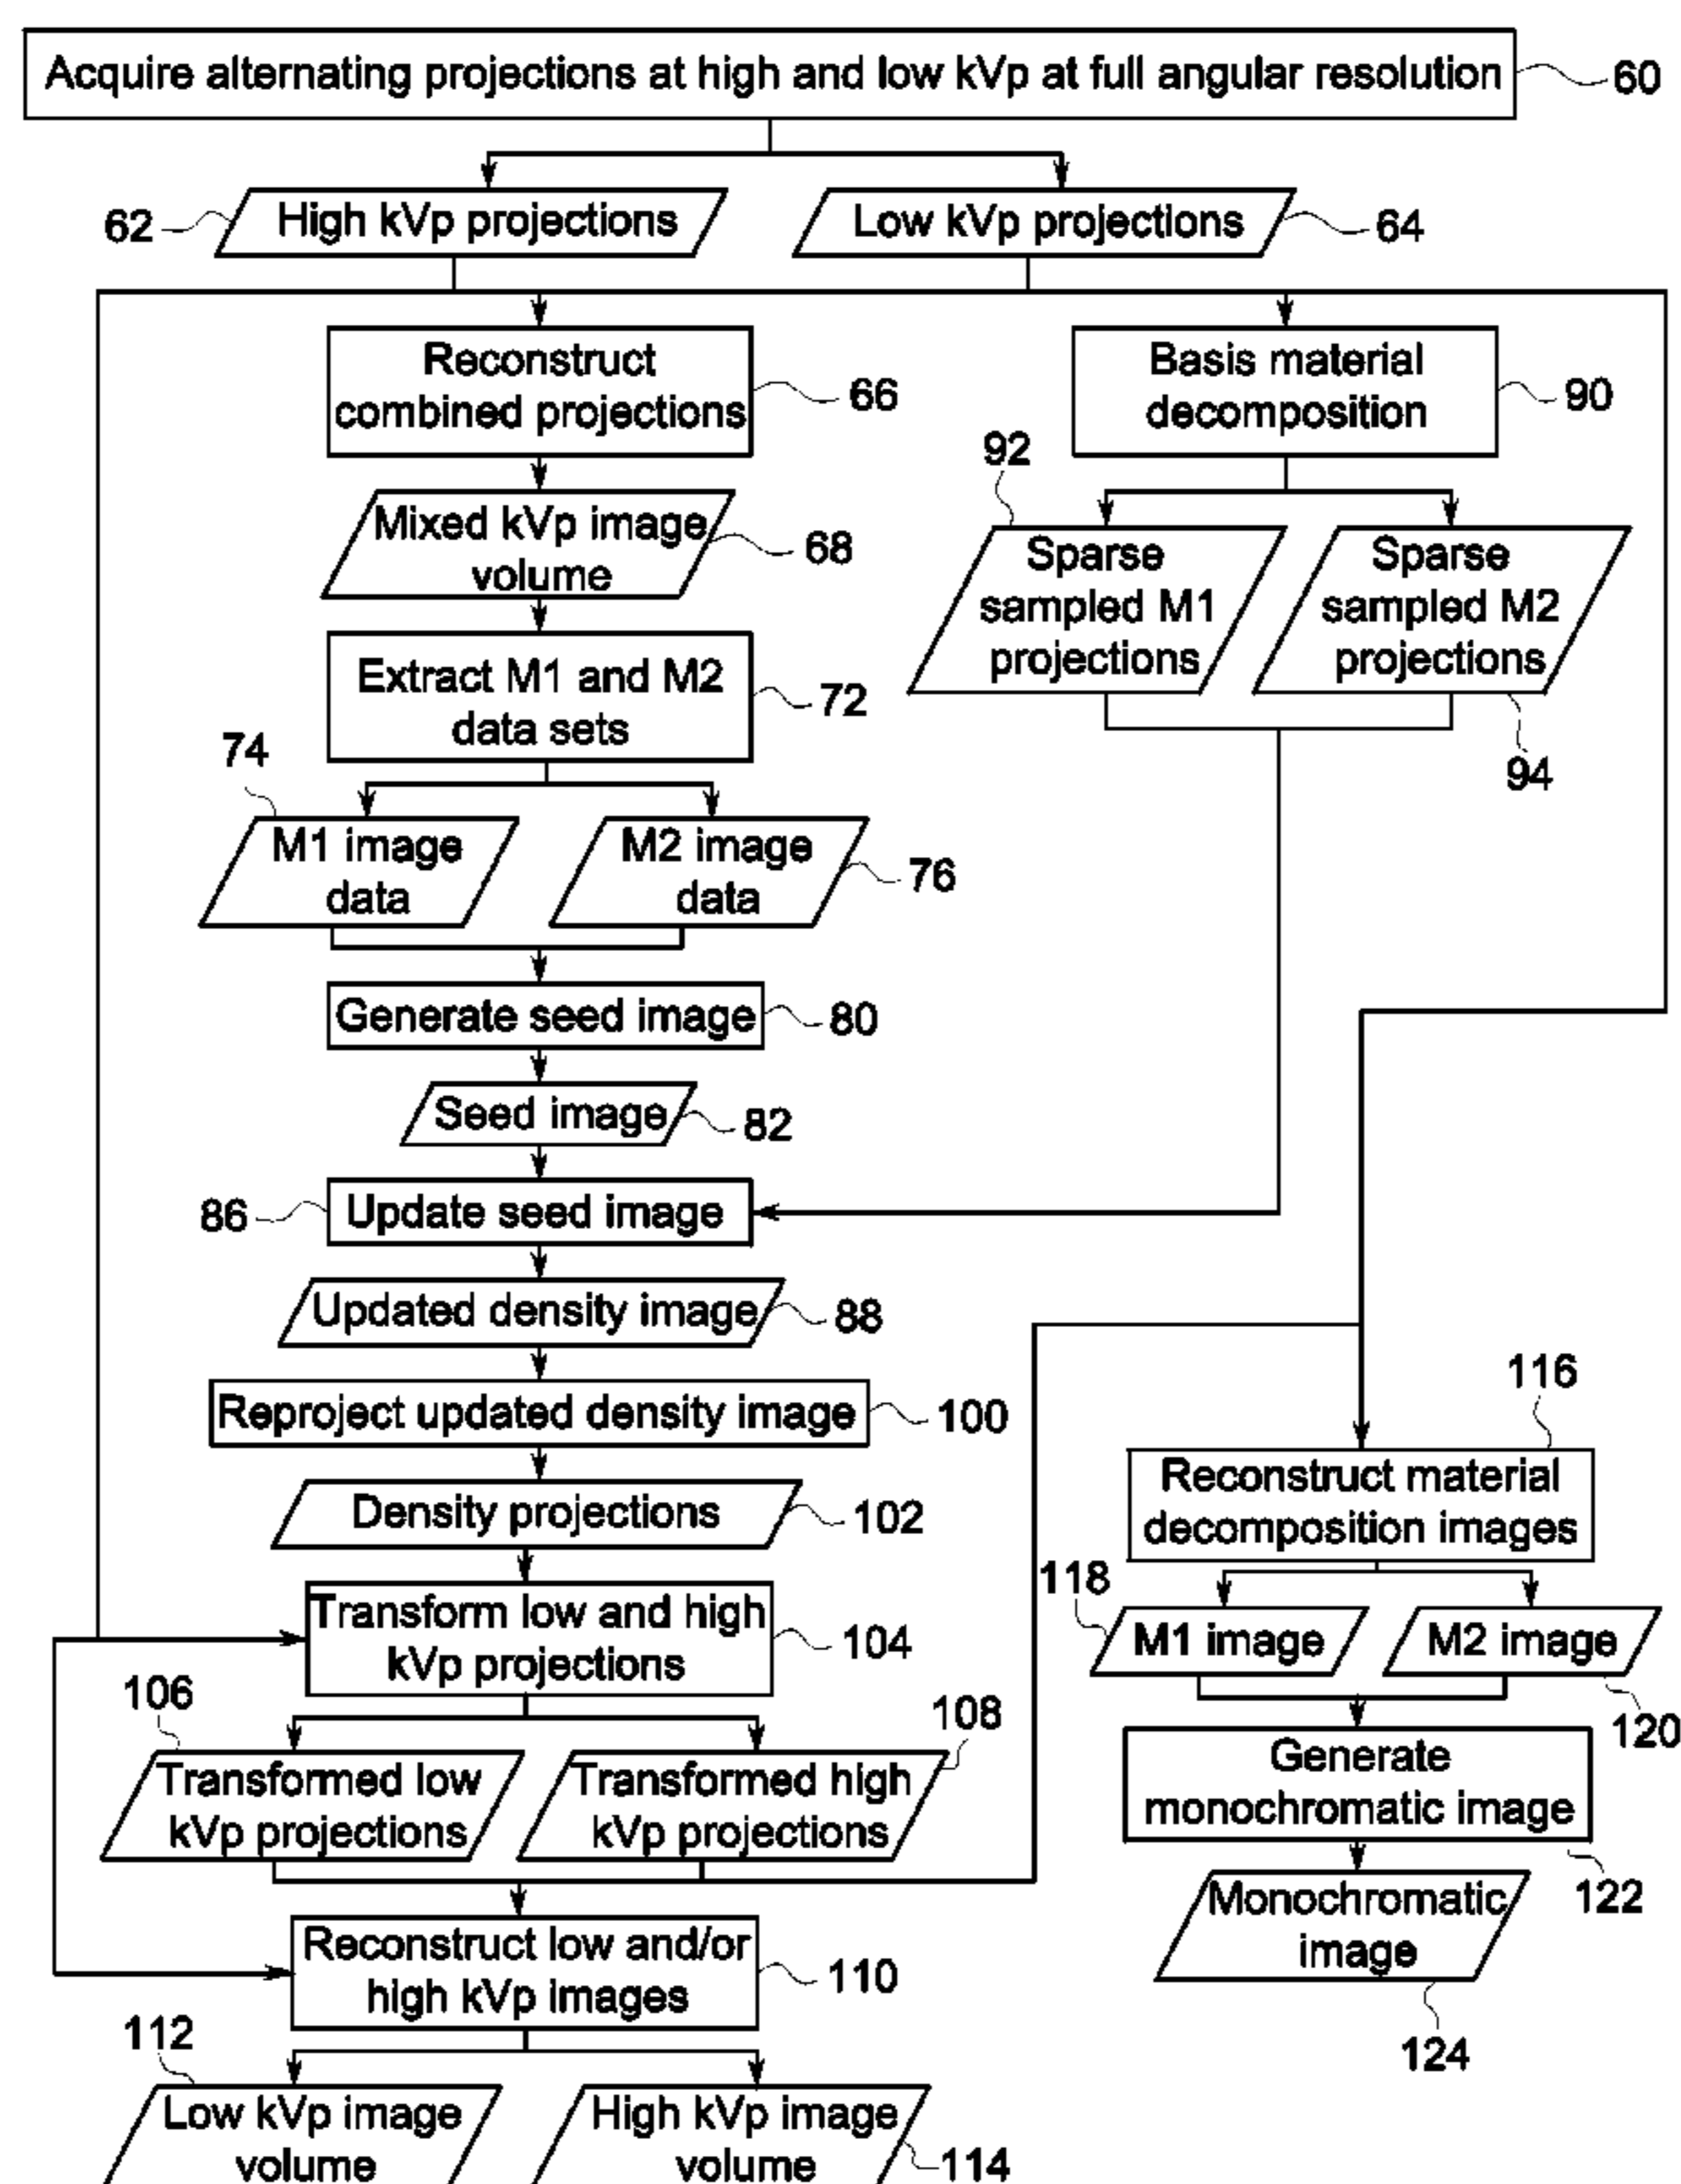 Acquire alternating projections at high and low kVp at full angular resolution
60
62
High kVp projections
Low kVp projections
64
Reconstruct
combined projections
66
Basis material
decomposition
90
92
Mixed kVp image
volume
68
Sparse
sampled M1
projections
Sparse
sampled M2
projections
94
Extract M1 and M2
data sets
72
74
M1 image
data
M2 image
data
76
Generate seed image
80
Seed image
82
86
Update seed image
Updated density image
88
Reproject updated density image
100
Density projections
102
116
Reconstruct material
decomposition images
Transform low and high
kVp projections
104
118
M1 image
M2 image
120
106
108
Transformed low
kVp projections
Transformed high
kVp projections
Generate
monochromatic image
122
Reconstruct low and/or
high kVp images
110
Monochromatic
image
124
112
Low kVp image
volume
High kVp image
volume
114